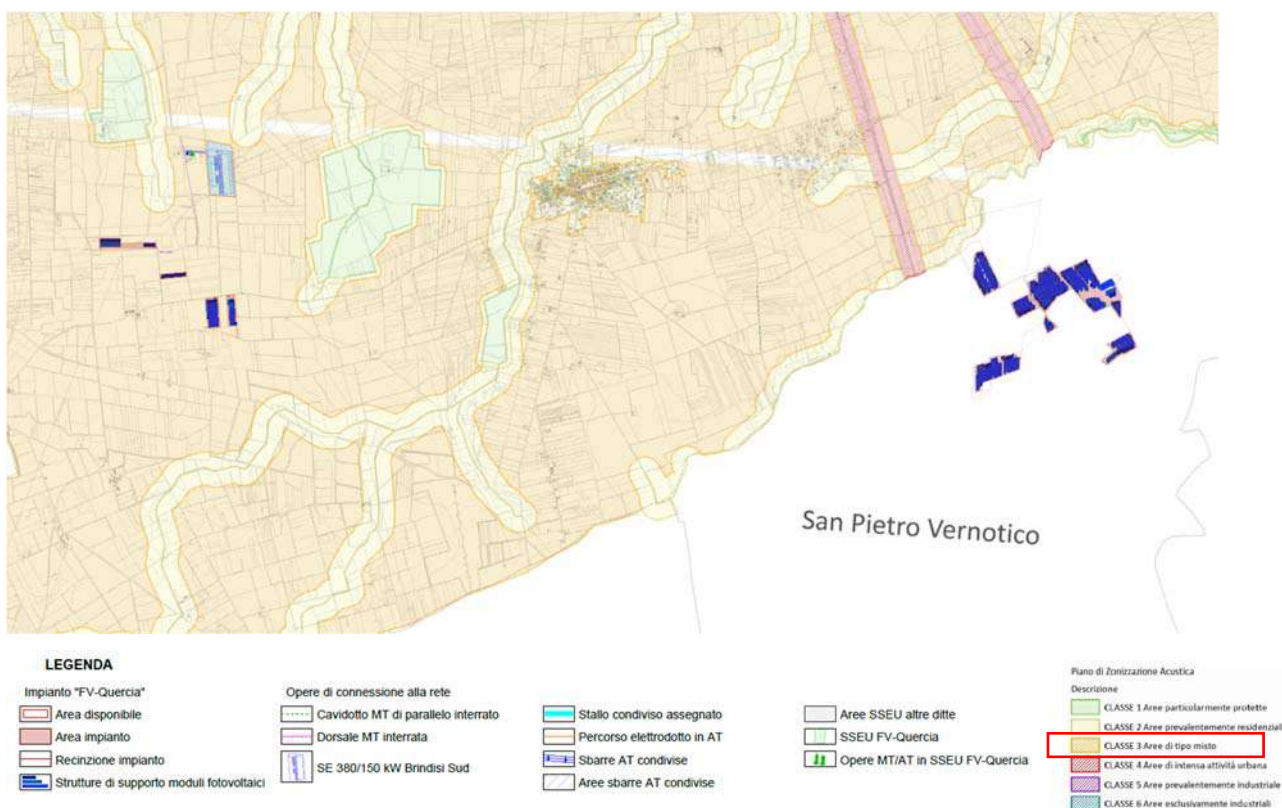 San Pietro Vernotico
LEGENDA
Impianto "FV-Quercia"
Area disponibile
Area impianto
Recinzione impianto
Strutture di supporto moduli fotovoltaici
Opere di connessione alla rete
Cavidotto MT di parallelo interrato
Dorsale MT interrata
SE 380/150 kW Brindisi Sud
Stallo condiviso assegnato
Percorso elettrodotto in AT
Sbarre AT condivise
Aree sbarre AT condivise
Aree SSEU altre ditte
SSEU FV-Quercia
Opere MT/AT in SSEU FV-Quercia
Piano di Zonizzazione Acustica
Descrizione
CLASSE 1 Aree particolarmente protette
CLASSE 2 Aree prevalentemente residenziali
CLASSE 3 Aree di tipo misto
CLASSE 4 Aree di intensa attività urbana
CLASSE 5 Aree prevalentemente industriale
CLASSE 6 Aree esclusivamente industriali